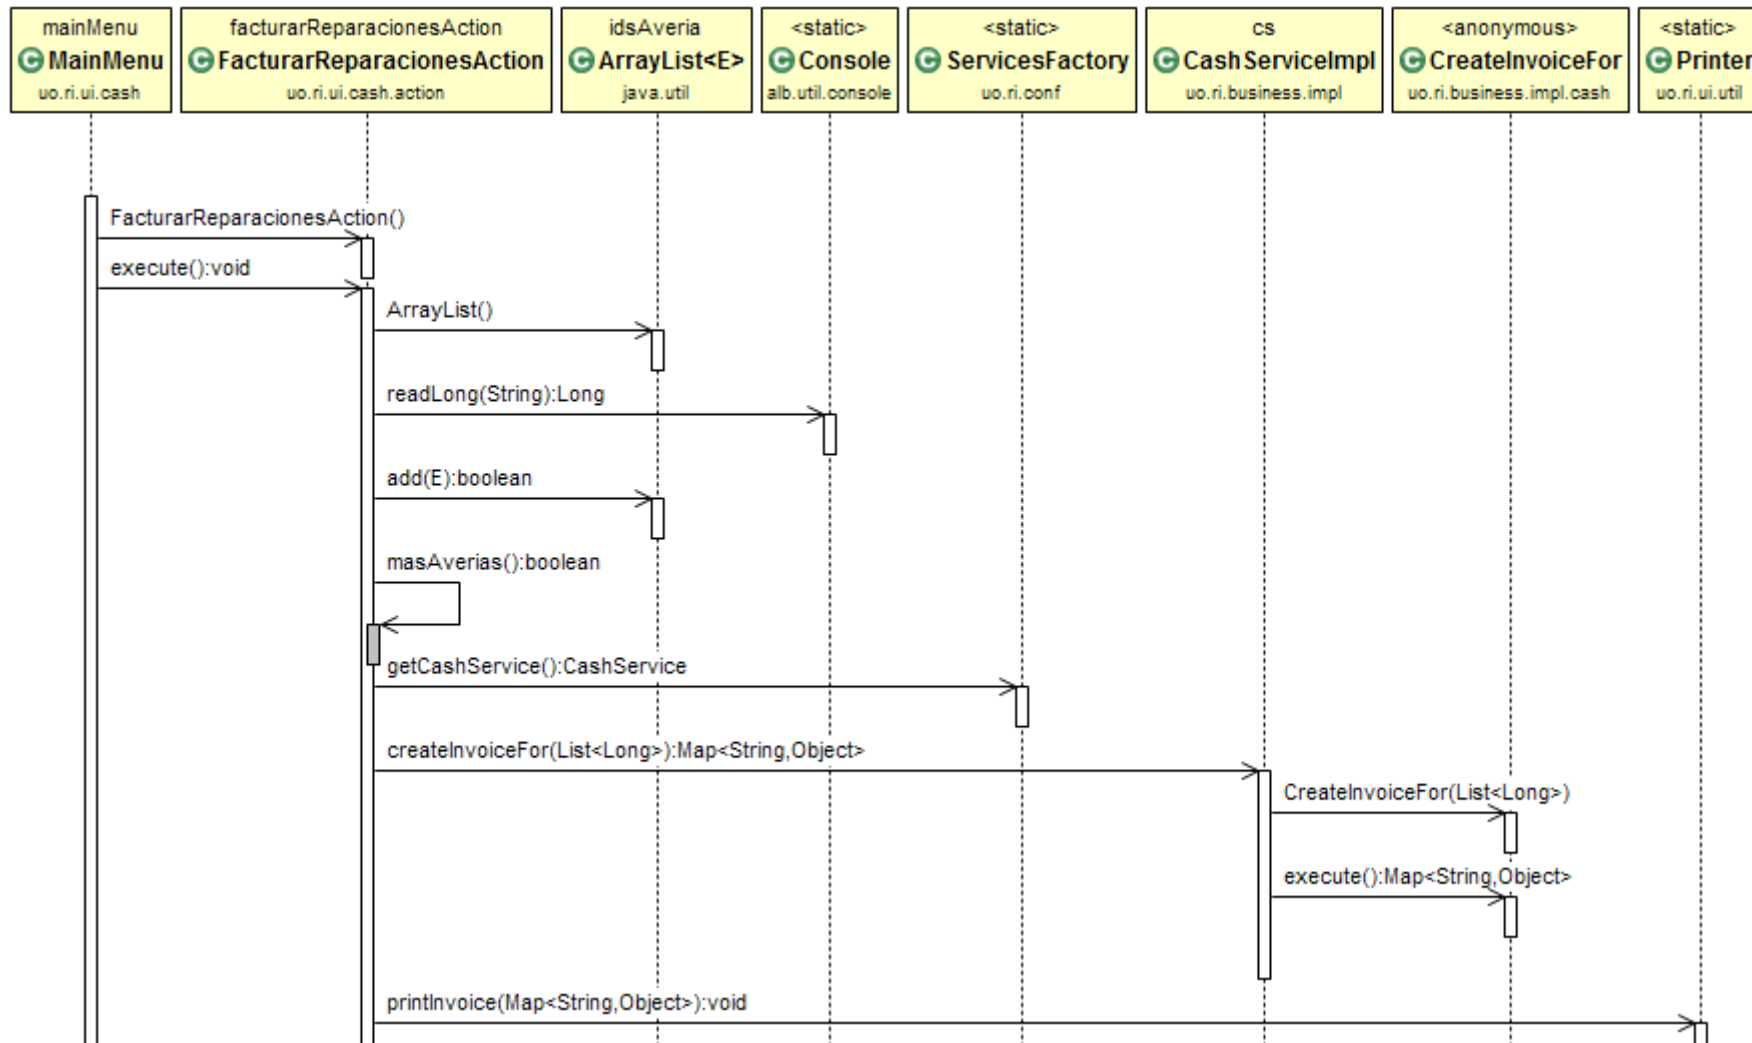 mainMenu
MainMenu
uo.ri.ui.cash
facturarReparacionesAction
FacturarReparacionesAction
uo.ri.ui.cash.action
idsAveria
ArrayList<E>
java.util
<static>
Console
alb.util.console
<static>
ServicesFactory
uo.ri.conf
cs
CashServiceImpl
uo.ri.business.impl
<anonymous>
CreateInvoiceFor
uo.ri.business.impl.cash
<static>
Printer
uo.ri.ui.util
FacturarReparacionesAction()
execute():void
ArrayList()
readLong(String):Long
add(E):boolean
masAverias():boolean
getCashService():CashService
createInvoiceFor(List<Long>):Map<String,Object>
CreateInvoiceFor(List<Long>)
execute():Map<String,Object>
printInvoice(Map<String,Object>):void